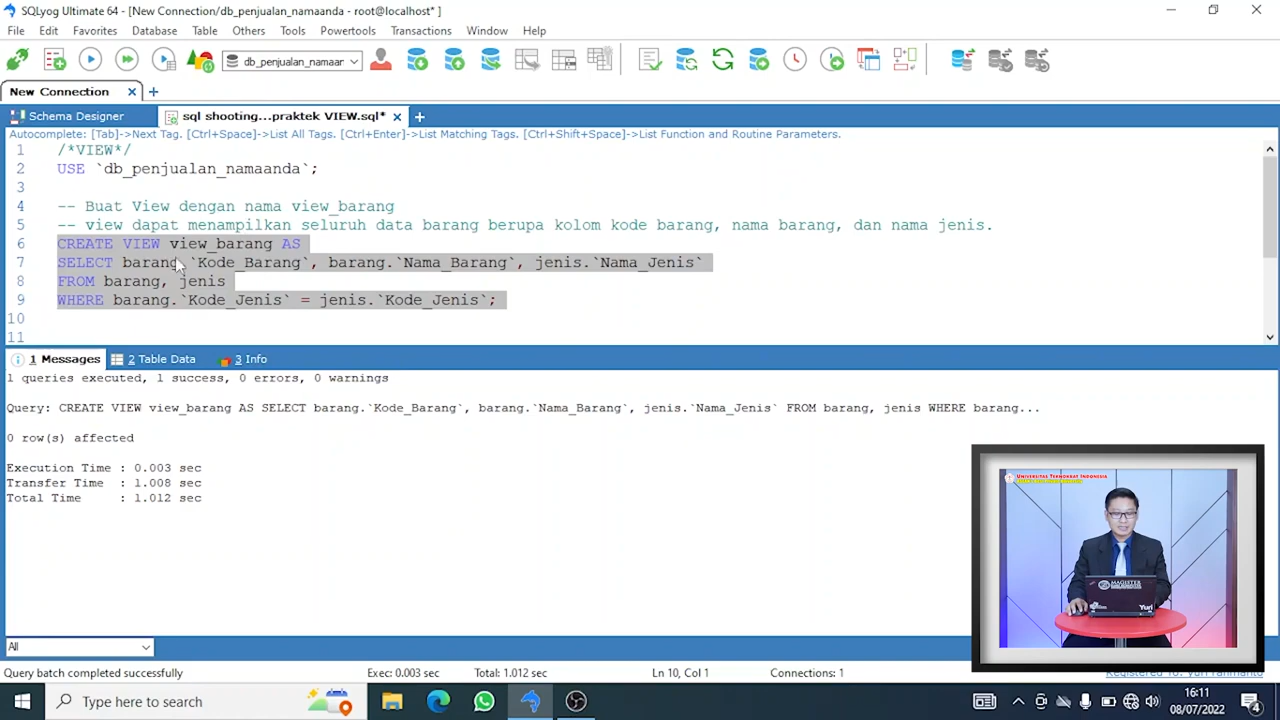 SQLyog Ultimate 64 - [New Connection/db_penjualan_namaanda - root@localhost* ]
File Edit Favorites Database Table Others Tools Powertools Transactions Window Help
db_penjualan_namaar
New Connection
Schema Designer sql shooting...praktek VIEW.sql*
Autocomplete: [Tab]->Next Tag. [Ctrl+Space]->List All Tags. [Ctrl+Enter]->List Matching Tags. [Ctrl+Shift+Space]->List Function and Routine Parameters.
1 /*VIEW*/
2 USE `db_penjualan_namaanda`;
3
4 -- Buat View dengan nama view_barang
5 -- view dapat menampilkan seluruh data barang berupa kolom kode barang, nama barang, dan nama jenis.
6 CREATE VIEW view_barang AS
7 SELECT barang.`Kode_Barang`, barang.`Nama_Barang`, jenis.`Nama_Jenis`
8 FROM barang, jenis
9 WHERE barang.`Kode_Jenis` = jenis.`Kode_Jenis`;
10
11
1 Messages 2 Table Data 3 Info
1 queries executed, 1 success, 0 errors, 0 warnings
Query: CREATE VIEW view_barang AS SELECT barang.`Kode_Barang`, barang.`Nama_Barang`, jenis.`Nama_Jenis` FROM barang, jenis WHERE barang...
0 row(s) affected
Execution Time : 0.003 sec
Transfer Time : 1.008 sec
Total Time : 1.012 sec
UNIVERSITAS TEKNOKRAT INDONESIA
MAGISTER
Yuri
All
Query batch completed successfully Exec: 0.003 sec Total: 1.012 sec Ln 10, Col 1 Connections: 1
Type here to search
16:11
08/07/2022
4